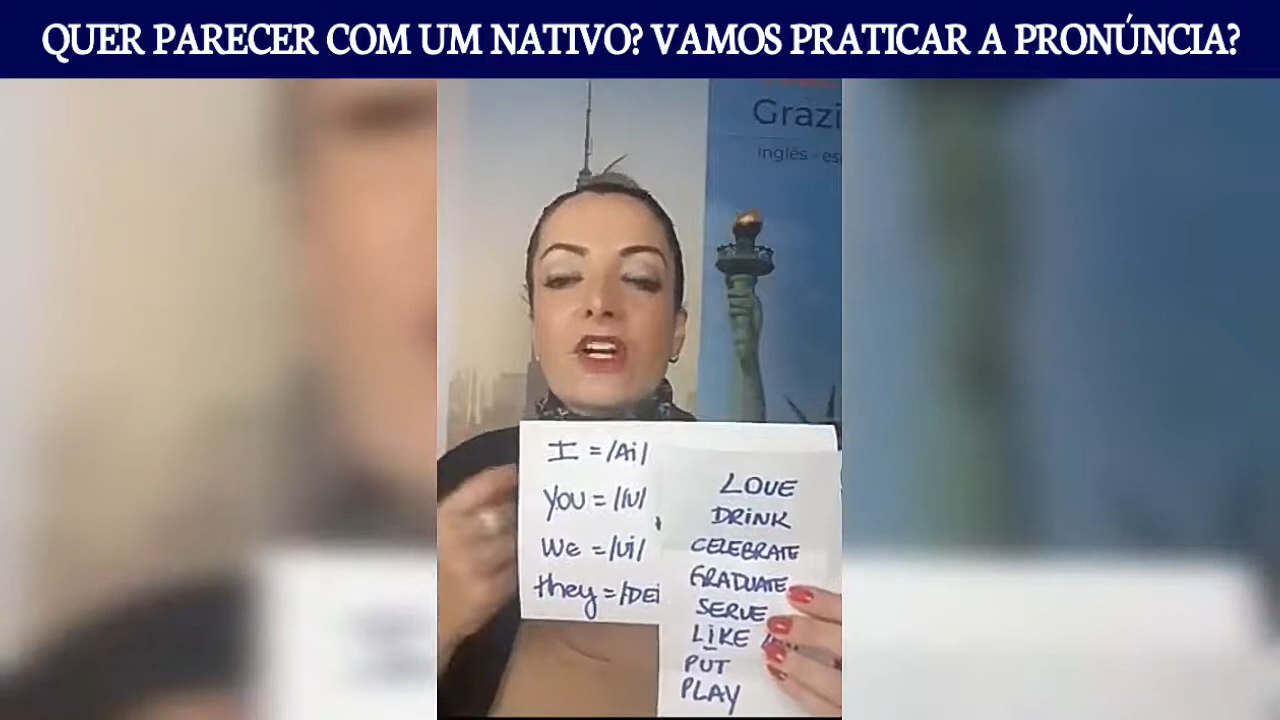 QUER PARECER COM UM NATIVO? VAMOS PRATICAR A PRONÚNCIA?
Grazi
inglês - es
I = /Ai/
YOU = /IU/
We = /Ui/
they = /DEi
LOVE
DRINK
CELEBRATE
GRADUATE
SERVE
LIKE
PUT
PLAY